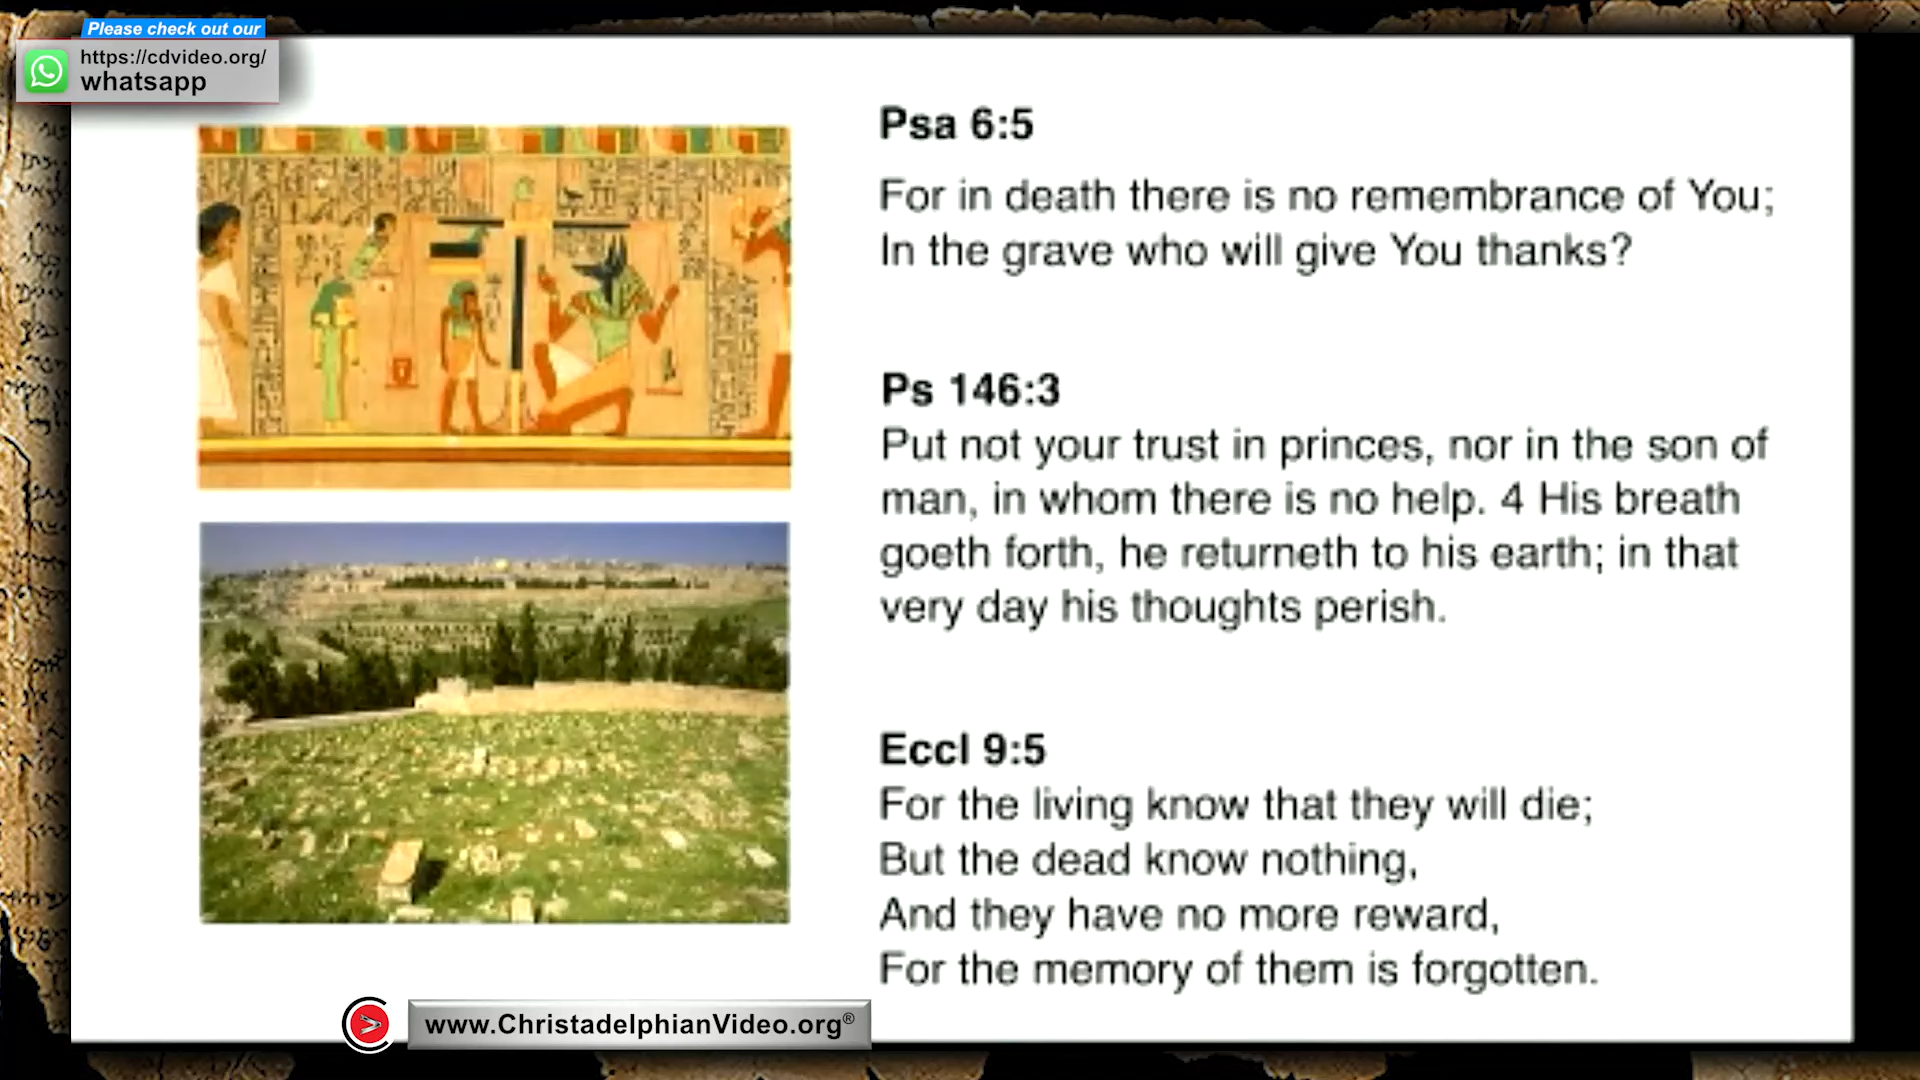 Please check out our
https://cdvideo.org/
whatsapp
Psa 6:5
For in death there is no remembrance of You;
In the grave who will give You thanks?
Ps 146:3
Put not your trust in princes, nor in the son of
man, in whom there is no help. 4 His breath
goeth forth, he returneth to his earth; in that
very day his thoughts perish.
Eccl 9:5
For the living know that they will die;
But the dead know nothing,
And they have no more reward,
For the memory of them is forgotten.
www.ChristadelphianVideo.org®